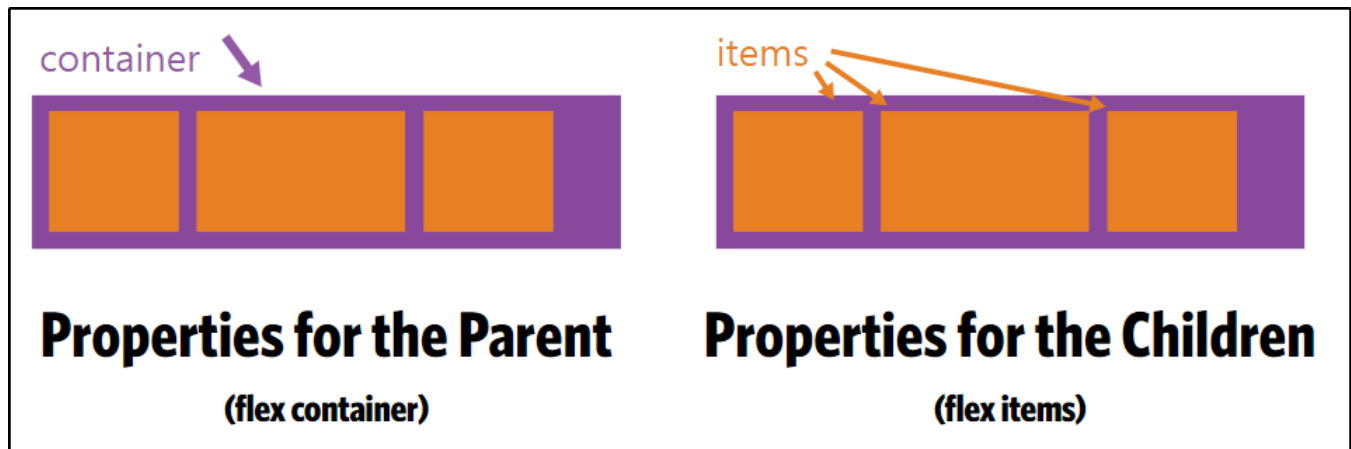 container
Properties for the Parent
(flex container)
items
Properties for the Children
(flex items)